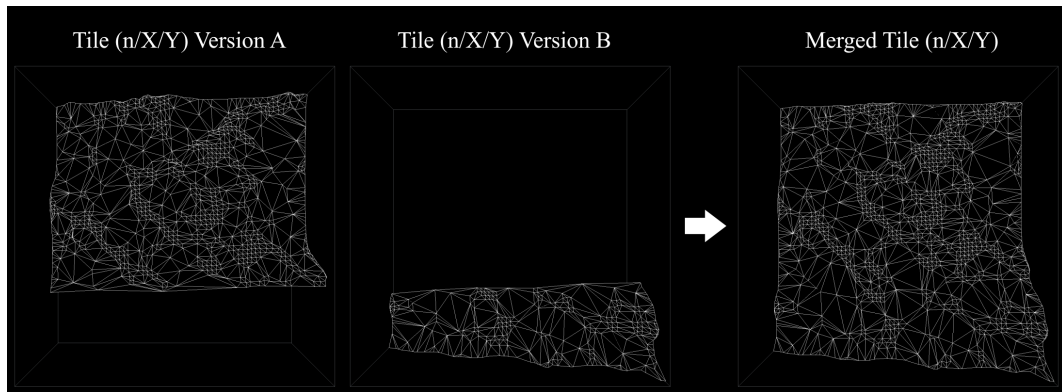 Tile (n/X/Y) Version A
Tile (n/X/Y) Version B
Merged Tile (n/X/Y)